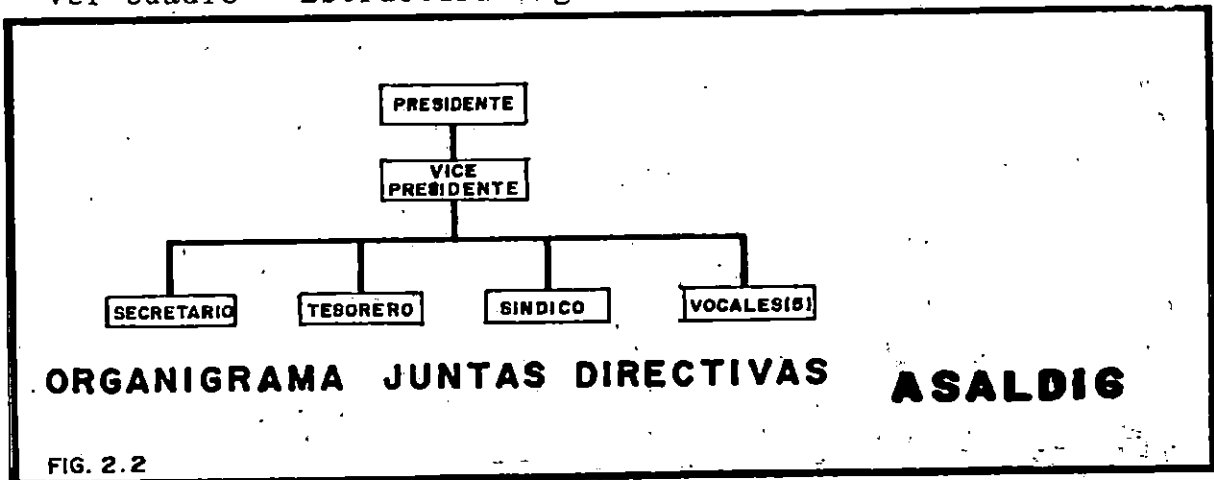 PRESIDENTE
VICE
PRESIDENTE
SECRETARIO TESORERO SINDICO VOCALES(5)
ORGANIGRAMA JUNTAS DIRECTIVAS ASALDIG
FIG. 2.2